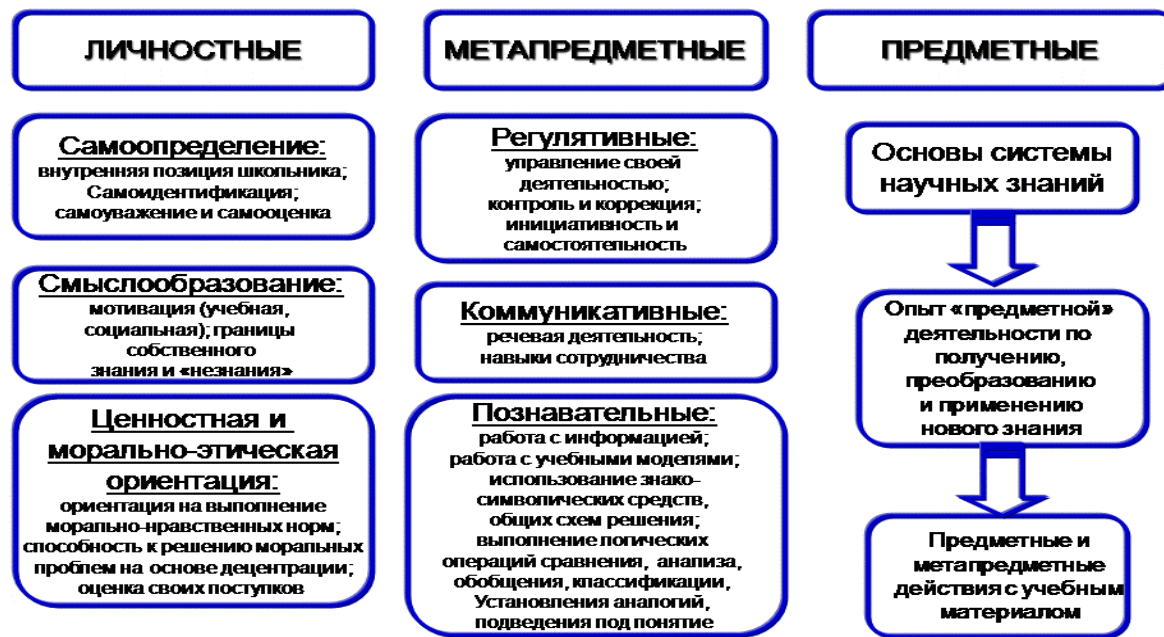 ЛИЧНОСТНЫЕ
Самоопределение:
внутренняя позиция школьника;
Самоидентификация;
самоуважение и самооценка
Смыслообразование:
мотивация (учебная,
социальная); границы
собственного
знания и «незнания»
Ценностная и
морально-этическая
ориентация:
ориентация на выполнение
морально-нравственных норм;
способность к решению моральных
проблем на основе децентрации;
оценка своих поступков
МЕТАПРЕДМЕТНЫЕ
Регулятивные:
управление своей
деятельностью;
контроль и коррекция;
инициативность и
самостоятельность
Коммуникативные:
речевая деятельность;
навыки сотрудничества
Познавательные:
работа с информацией;
работа с учебными моделями;
использование знако-
символических средств,
общих схем решения;
выполнение логических
операций сравнения, анализа,
обобщения, классификации,
Установления аналогий,
подведения под понятие
ПРЕДМЕТНЫЕ
Основы системы
научных знаний
Опыт «предметной»
деятельности по
получению,
преобразованию
и применению
нового знания
Предметные и
метапредметные
действия с учебным
материалом